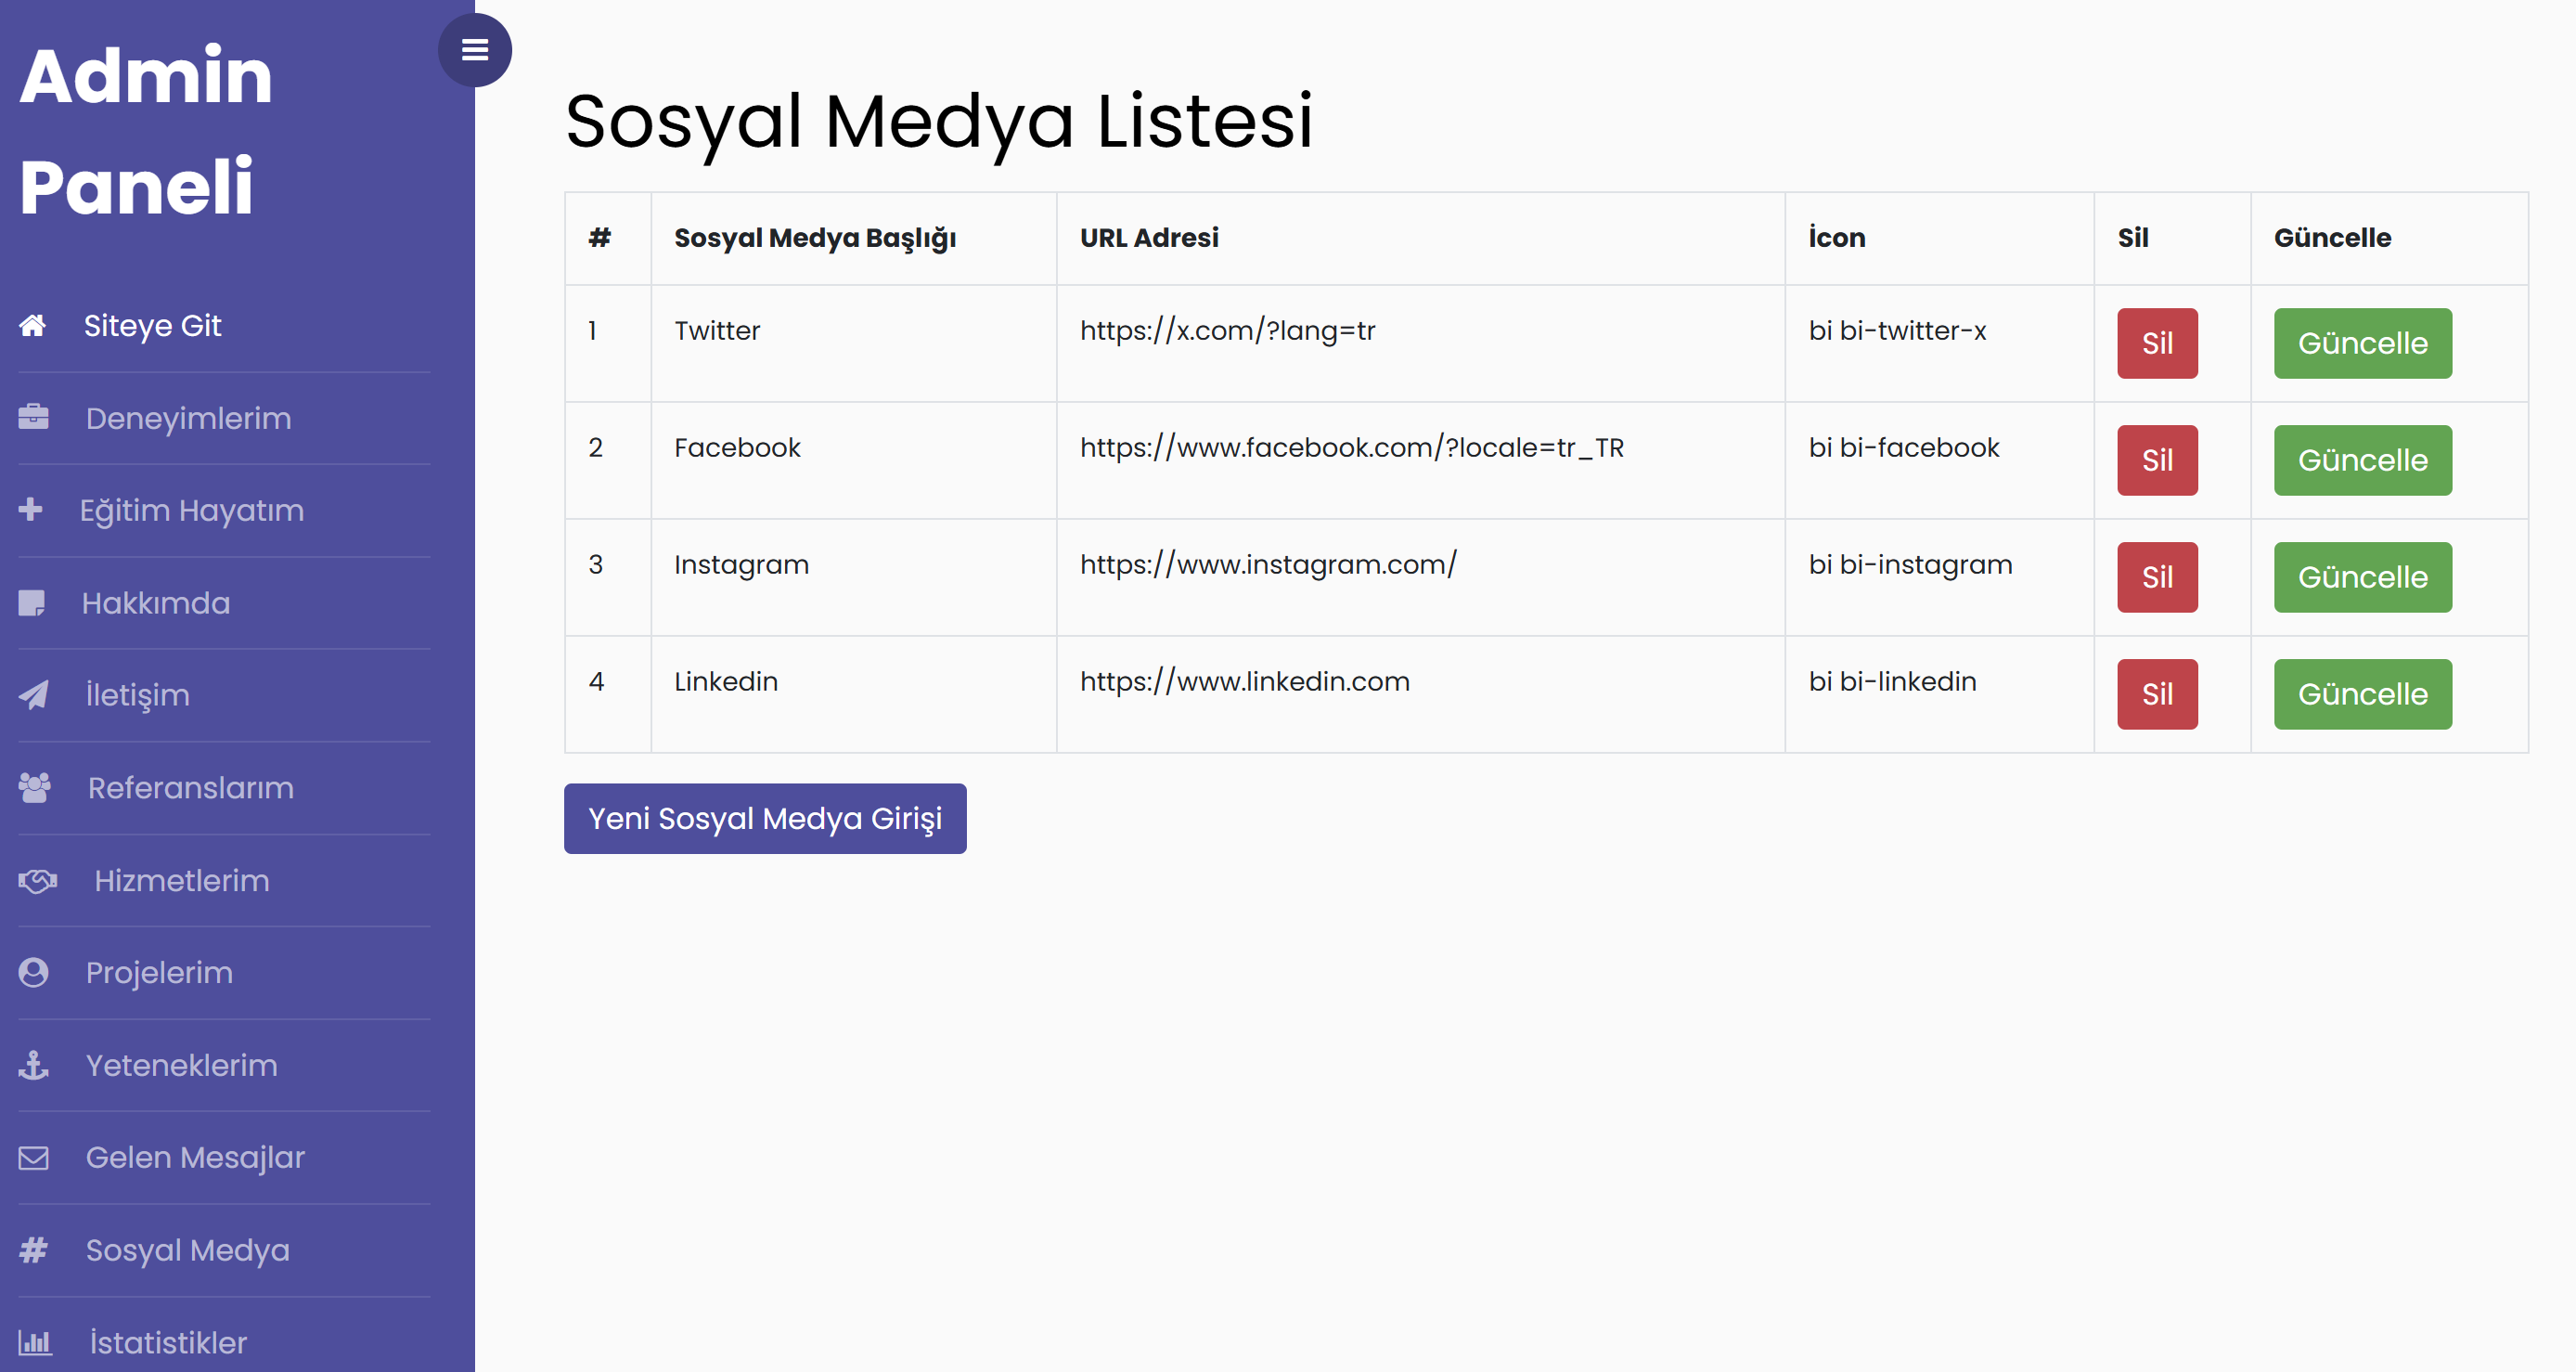 Admin
Paneli
Siteye Git
Deneyimlerim
Eğitim Hayatım
Hakkımda
İletişim
Referanslarım
Hizmetlerim
Projelerim
Yeteneklerim
Gelen Mesajlar
Sosyal Medya
İstatistikler
Sosyal Medya Listesi
# Sosyal Medya Başlığı URL Adresi İcon Sil Güncelle
1 Twitter https://x.com/?lang=tr bi bi-twitter-x Sil Güncelle
2 Facebook https://www.facebook.com/?locale=tr_TR bi bi-facebook Sil Güncelle
3 Instagram https://www.instagram.com/ bi bi-instagram Sil Güncelle
4 Linkedin https://www.linkedin.com bi bi-linkedin Sil Güncelle
Yeni Sosyal Medya Girişi